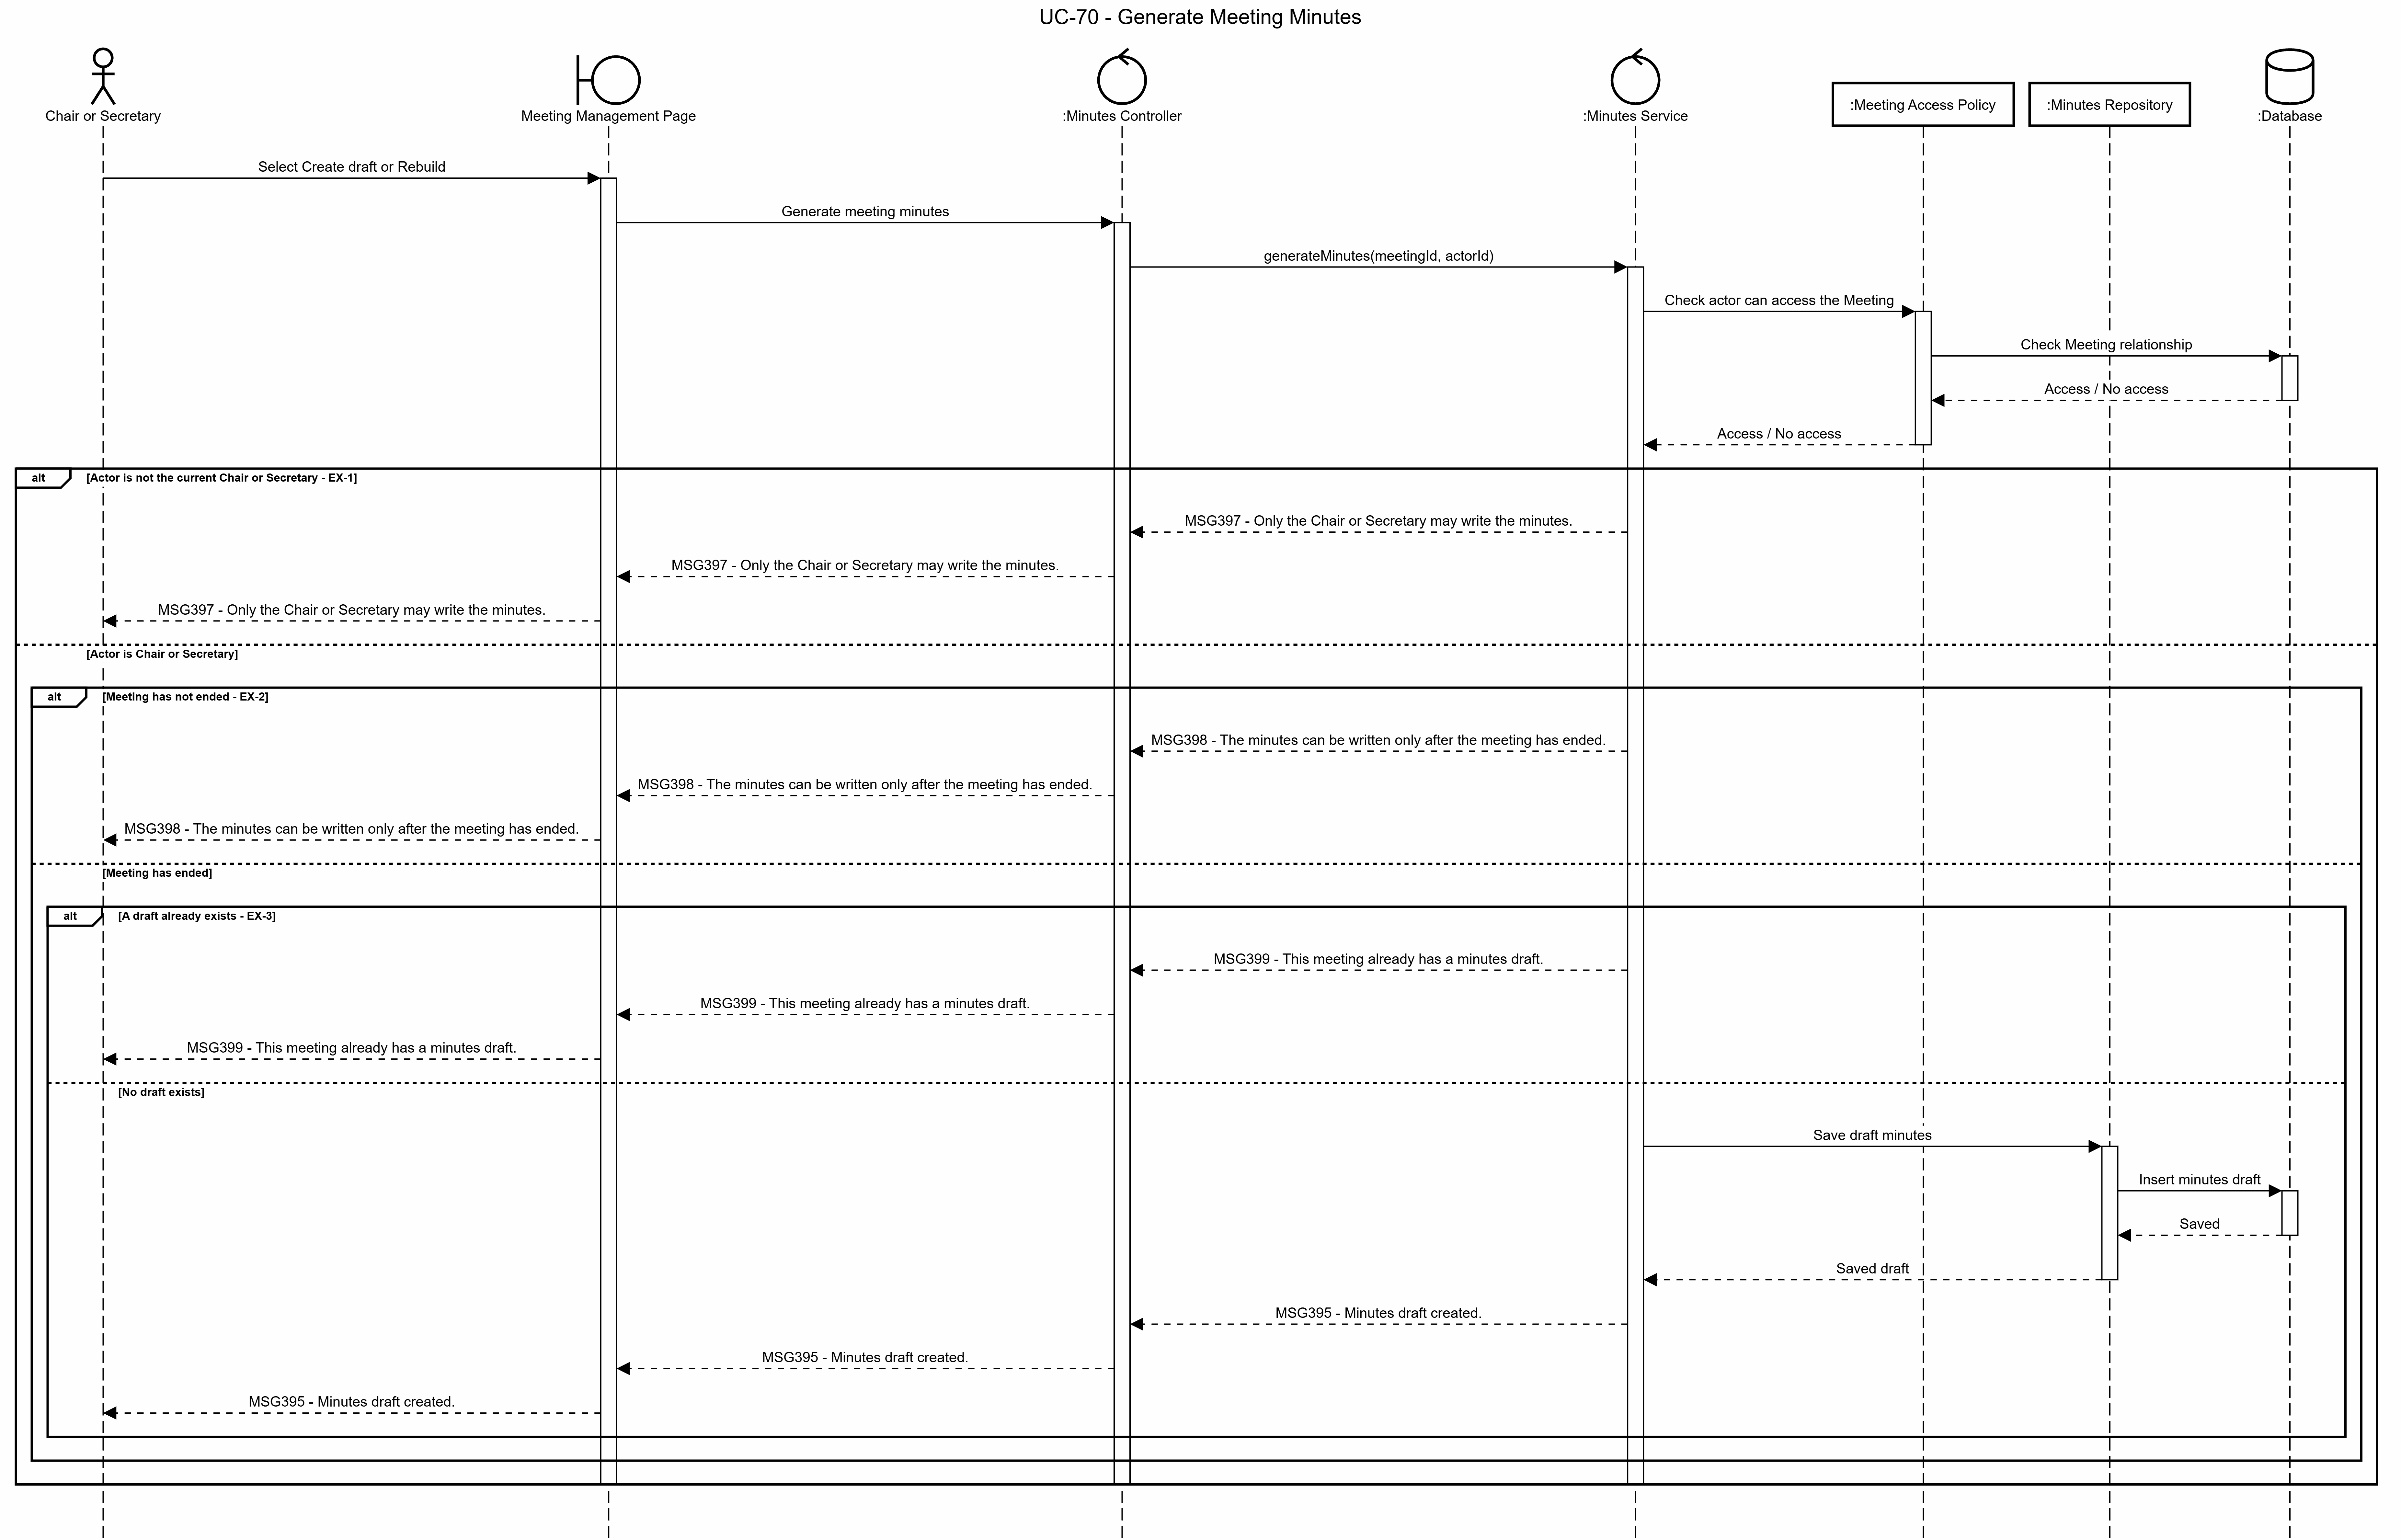 UC-70 - Generate Meeting Minutes
Chair or Secretary
Meeting Management Page
:Minutes Controller
:Minutes Service
:Meeting Access Policy
:Minutes Repository
:Database
Select Create draft or Rebuild
Generate meeting minutes
generateMinutes(meetingId, actorId)
Check actor can access the Meeting
Check Meeting relationship
Access / No access
Access / No access
alt
[Actor is not the current Chair or Secretary - EX-1]
MSG397 - Only the Chair or Secretary may write the minutes.
MSG397 - Only the Chair or Secretary may write the minutes.
MSG397 - Only the Chair or Secretary may write the minutes.
[Actor is Chair or Secretary]
alt
[Meeting has not ended - EX-2]
MSG398 - The minutes can be written only after the meeting has ended.
MSG398 - The minutes can be written only after the meeting has ended.
MSG398 - The minutes can be written only after the meeting has ended.
[Meeting has ended]
alt
[A draft already exists - EX-3]
MSG399 - This meeting already has a minutes draft.
MSG399 - This meeting already has a minutes draft.
MSG399 - This meeting already has a minutes draft.
[No draft exists]
Save draft minutes
Insert minutes draft
Saved
Saved draft
MSG395 - Minutes draft created.
MSG395 - Minutes draft created.
MSG395 - Minutes draft created.